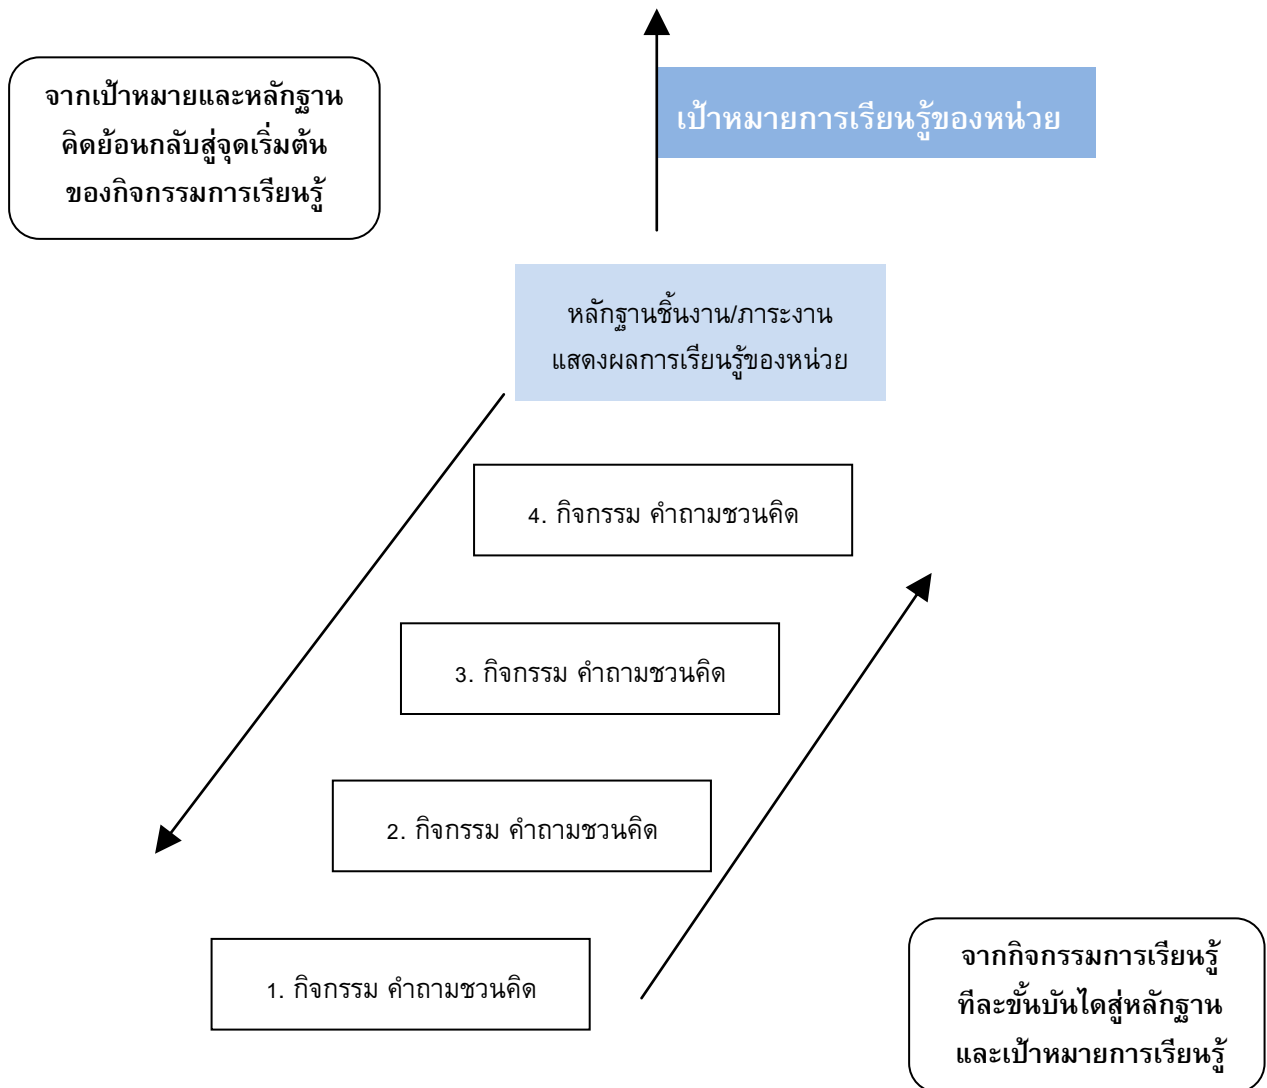 จากเป้าหมายและหลักฐาน
คิดย้อนกลับสู่จุดเริ่มต้น
ของกิจกรรมการเรียนรู้
เป้าหมายการเรียนรู้ของหน่วย
หลักฐานชิ้นงาน/ภาระงาน
แสดงผลการเรียนรู้ของหน่วย
4. กิจกรรม คำถามชวนคิด
3. กิจกรรม คำถามชวนคิด
2. กิจกรรม คำถามชวนคิด
1. กิจกรรม คำถามชวนคิด
จากกิจกรรมการเรียนรู้
ทีละขั้นบันไดสู่หลักฐาน
และเป้าหมายการเรียนรู้